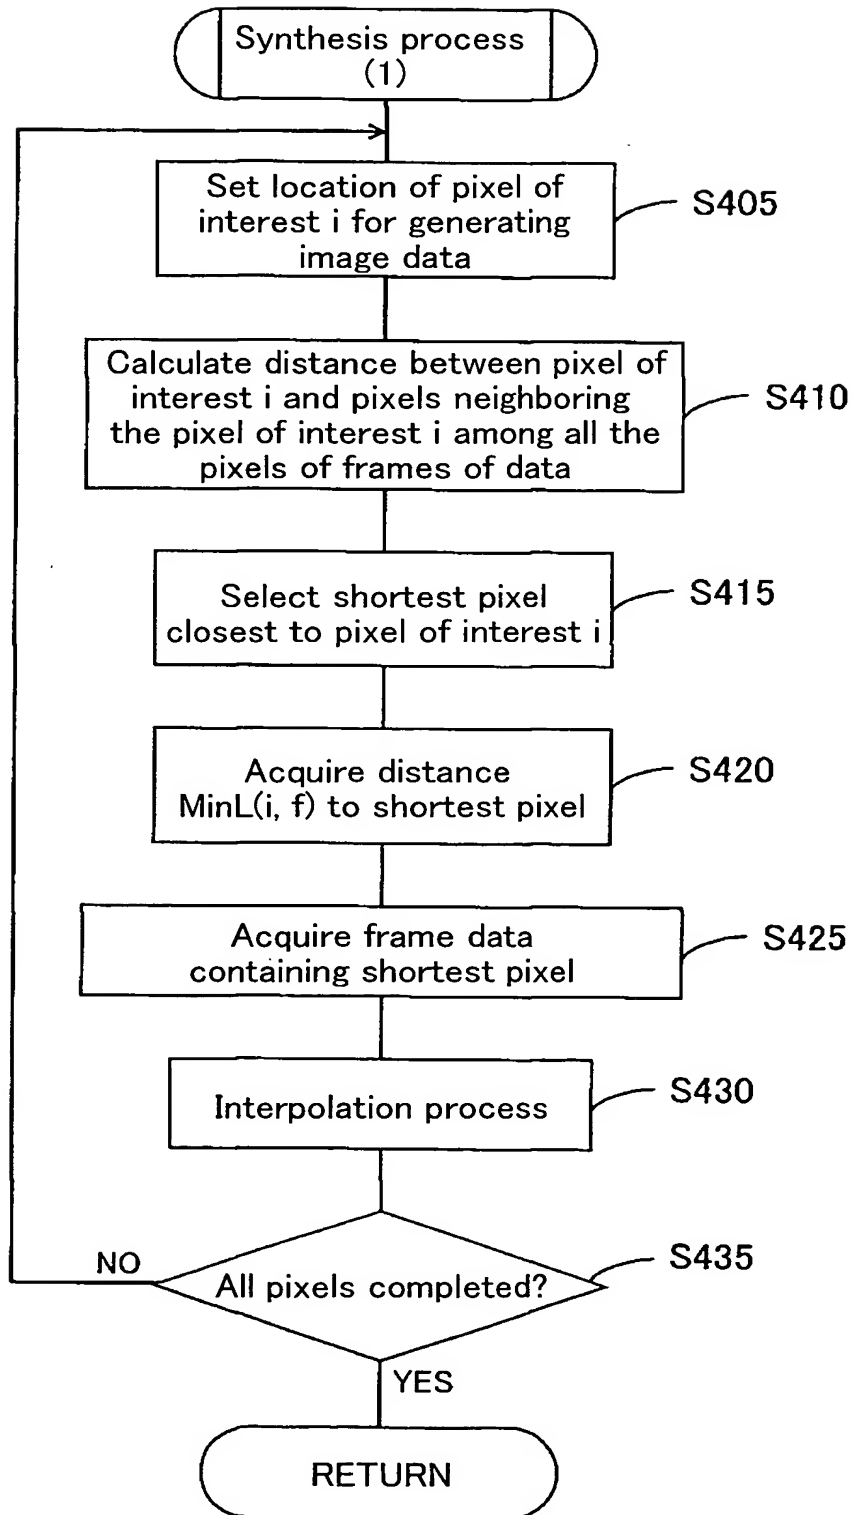 Synthesis process
(1)
Set location of pixel of
interest i for generating
image data
S405
Calculate distance between pixel of
interest i and pixels neighboring
the pixel of interest i among all the
pixels of frames of data
S410
Select shortest pixel
closest to pixel of interest i
S415
Acquire distance
MinL(i, f) to shortest pixel
S420
Acquire frame data
containing shortest pixel
S425
Interpolation process
S430
All pixels completed?
S435
NO
YES
RETURN